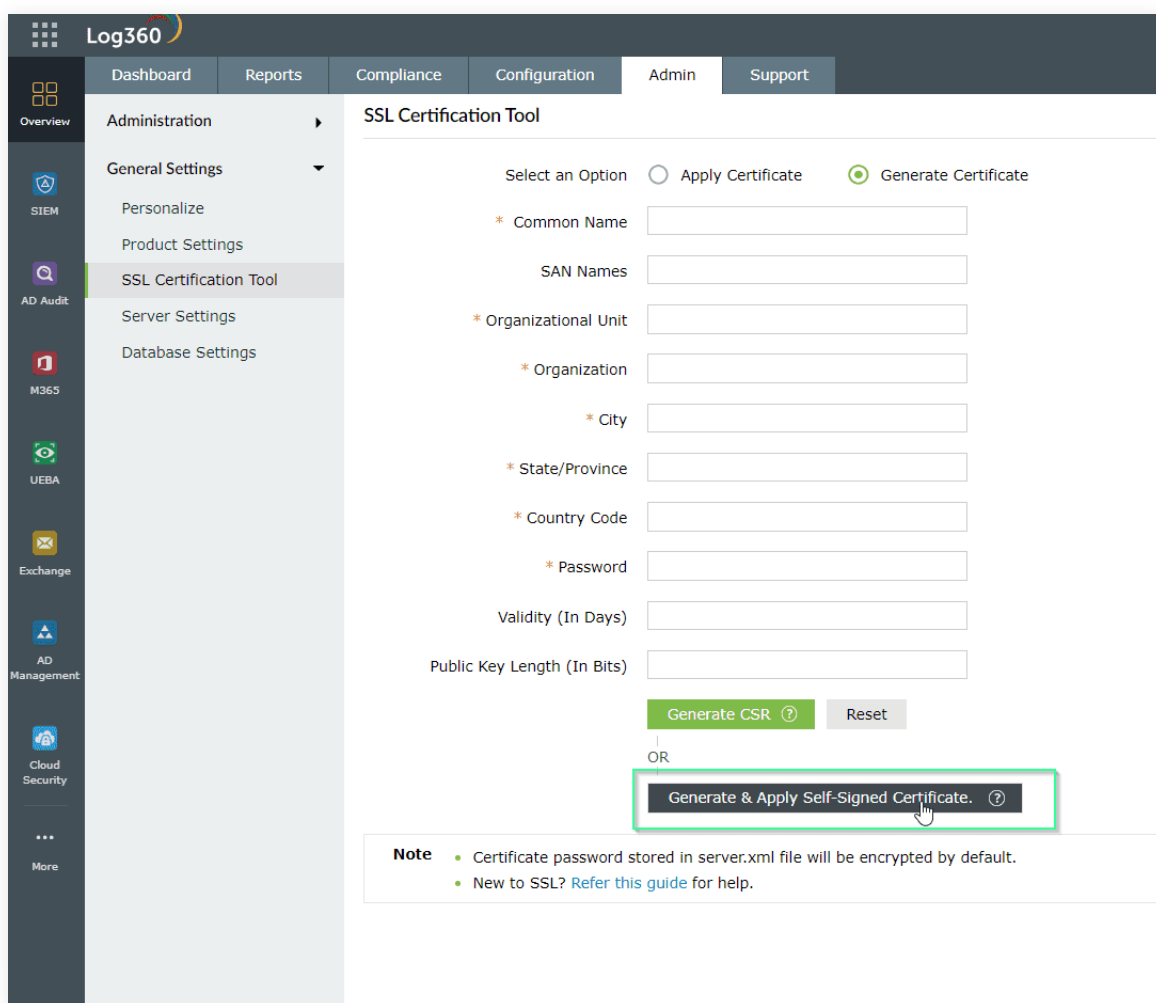 Log360
Dashboard Reports Compliance Configuration Admin Support
Overview
SIEM
AD Audit
M365
UEBA
Exchange
AD
Management
Cloud
Security
More
Administration
General Settings
Personalize
Product Settings
SSL Certification Tool
Server Settings
Database Settings
SSL Certification Tool
Select an Option Apply Certificate Generate Certificate
* Common Name
SAN Names
* Organizational Unit
* Organization
* City
* State/Province
* Country Code
* Password
Validity (In Days)
Public Key Length (In Bits)
Generate CSR ? Reset
OR
Generate & Apply Self-Signed Certificate. ?
Note • Certificate password stored in server.xml file will be encrypted by default.
• New to SSL? Refer this guide for help.